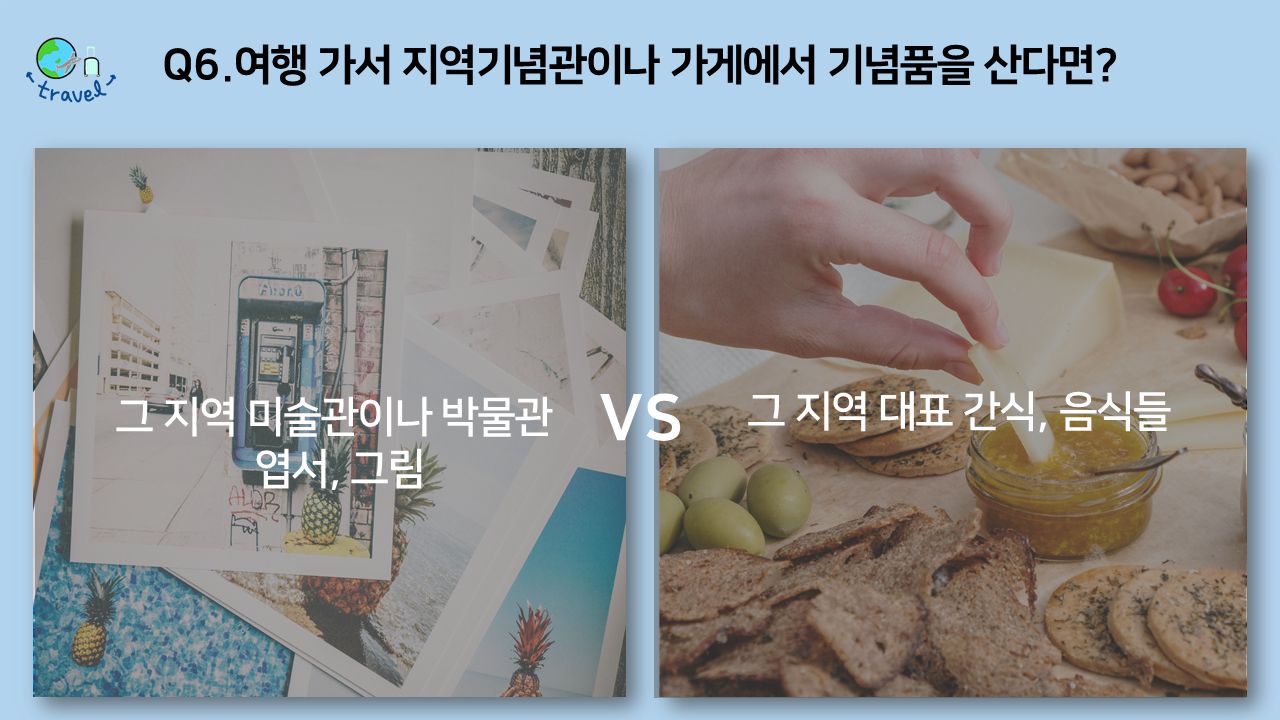 travel
Q6.여행 가서 지역기념관이나 가게에서 기념품을 산다면?
그 지역 미술관이나 박물관
엽서, 그림
VS
그 지역 대표 간식, 음식들